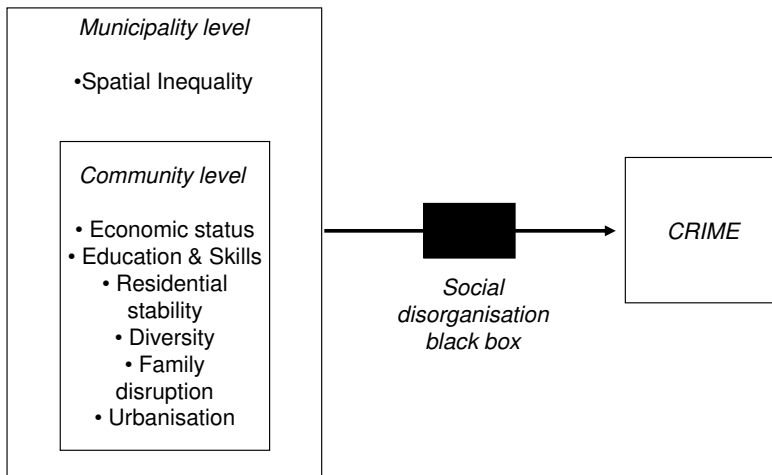 Municipality level
•Spatial Inequality
Community level
• Economic status
• Education & Skills
• Residential
stability
• Diversity
• Family
disruption
• Urbanisation
Social
disorganisation
black box
CRIME